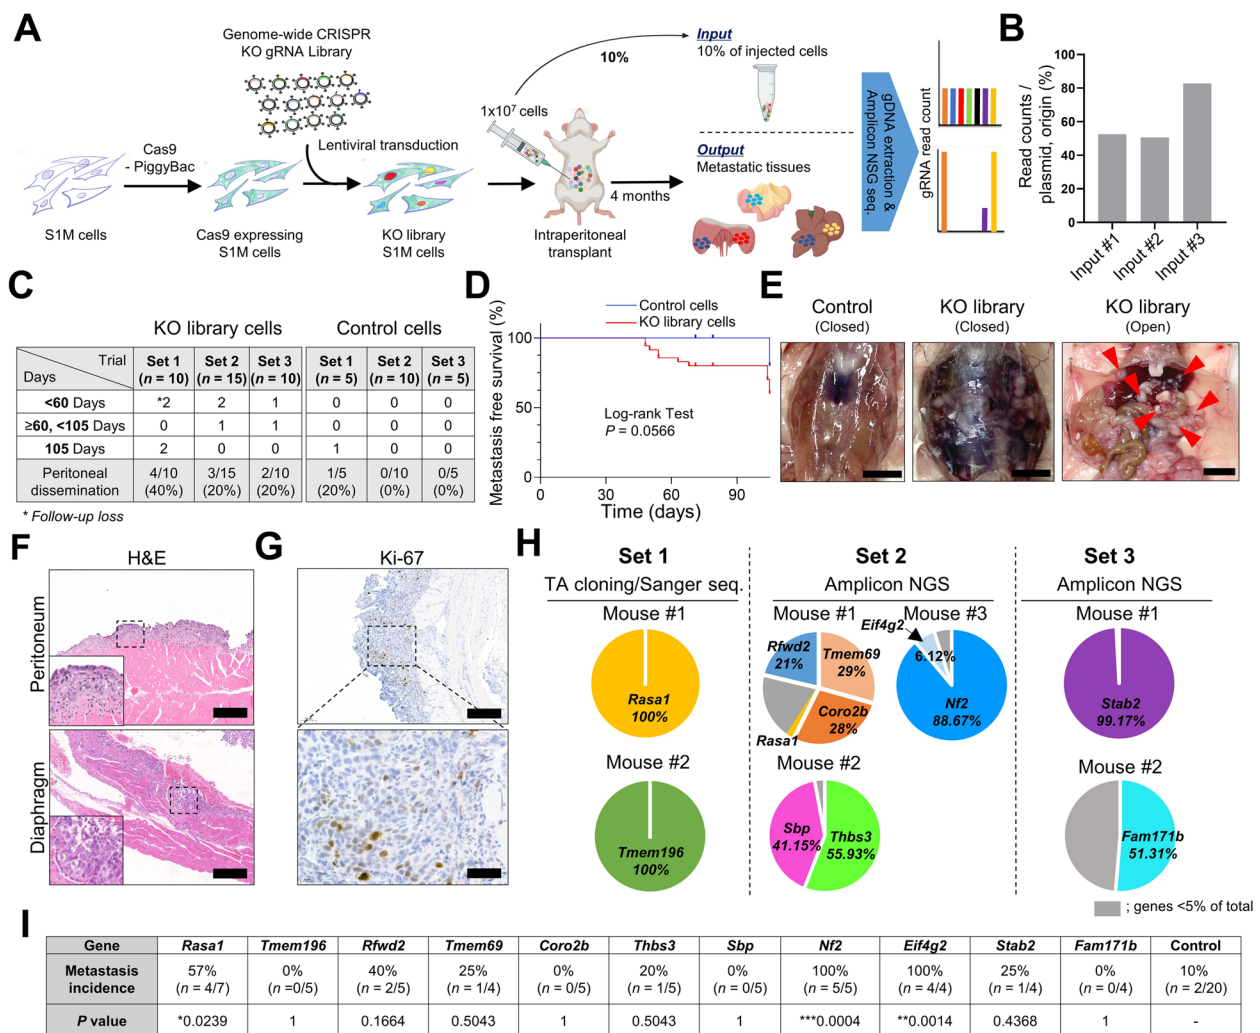 A
Genome-wide CRISPR
KO gRNA Library
Cas9
- PiggyBac
Lentiviral transduction
S1M cells
Cas9 expressing
S1M cells
KO library
S1M cells
10%
1x10⁷ cells
4 months
Intraperitoneal
transplant
Input
10% of injected cells
Output
Metastatic tissues
gDNA extraction &
Amplicon NSG seq.
gRNA read count
B
Read counts /
plasmid, origin (%)
100
80
60
40
20
0
Input #1
Input #2
Input #3
C
KO library cells
Control cells
Trial
Days
Set 1
(n = 10)
Set 2
(n = 15)
Set 3
(n = 10)
Set 1
(n = 5)
Set 2
(n = 10)
Set 3
(n = 5)
<60 Days *2 2 1 0 0 0
≥60, <105 Days 0 1 1 0 0 0
105 Days 2 0 0 1 0 0
Peritoneal
dissemination
4/10
(40%)
3/15
(20%)
2/10
(20%)
1/5
(20%)
0/10
(0%)
0/5
(0%)
* Follow-up loss
D
Control cells
KO library cells
Metastasis free survival (%)
100
50
0
Log-rank Test
P = 0.0566
0 30 60 90
Time (days)
E
Control
(Closed)
KO library
(Closed)
KO library
(Open)
F
H&E
Peritoneum
Diaphragm
G
Ki-67
H
Set 1
TA cloning/Sanger seq.
Mouse #1
Rasa1
100%
Mouse #2
Tmem196
100%
Set 2
Amplicon NGS
Mouse #1
Rfwd2
21%
Tmem69
29%
Coro2b
28%
Rasa1
Mouse #3
Eif4g2
6.12%
Nf2
88.67%
Mouse #2
Sbp
41.15%
Thbs3
55.93%
Set 3
Amplicon NGS
Mouse #1
Stab2
99.17%
Mouse #2
Fam171b
51.31%
; genes <5% of total
I
Gene Rasa1 Tmem196 Rfwd2 Tmem69 Coro2b Thbs3 Sbp Nf2 Eif4g2 Stab2 Fam171b Control
Metastasis
incidence
57%
(n = 4/7)
0%
(n =0/5)
40%
(n = 2/5)
25%
(n = 1/4)
0%
(n = 0/5)
20%
(n = 1/5)
0%
(n = 0/5)
100%
(n = 5/5)
100%
(n = 4/4)
25%
(n = 1/4)
0%
(n = 0/4)
10%
(n = 2/20)
P value *0.0239 1 0.1664 0.5043 1 0.5043 1 ***0.0004 **0.0014 0.4368 1 -